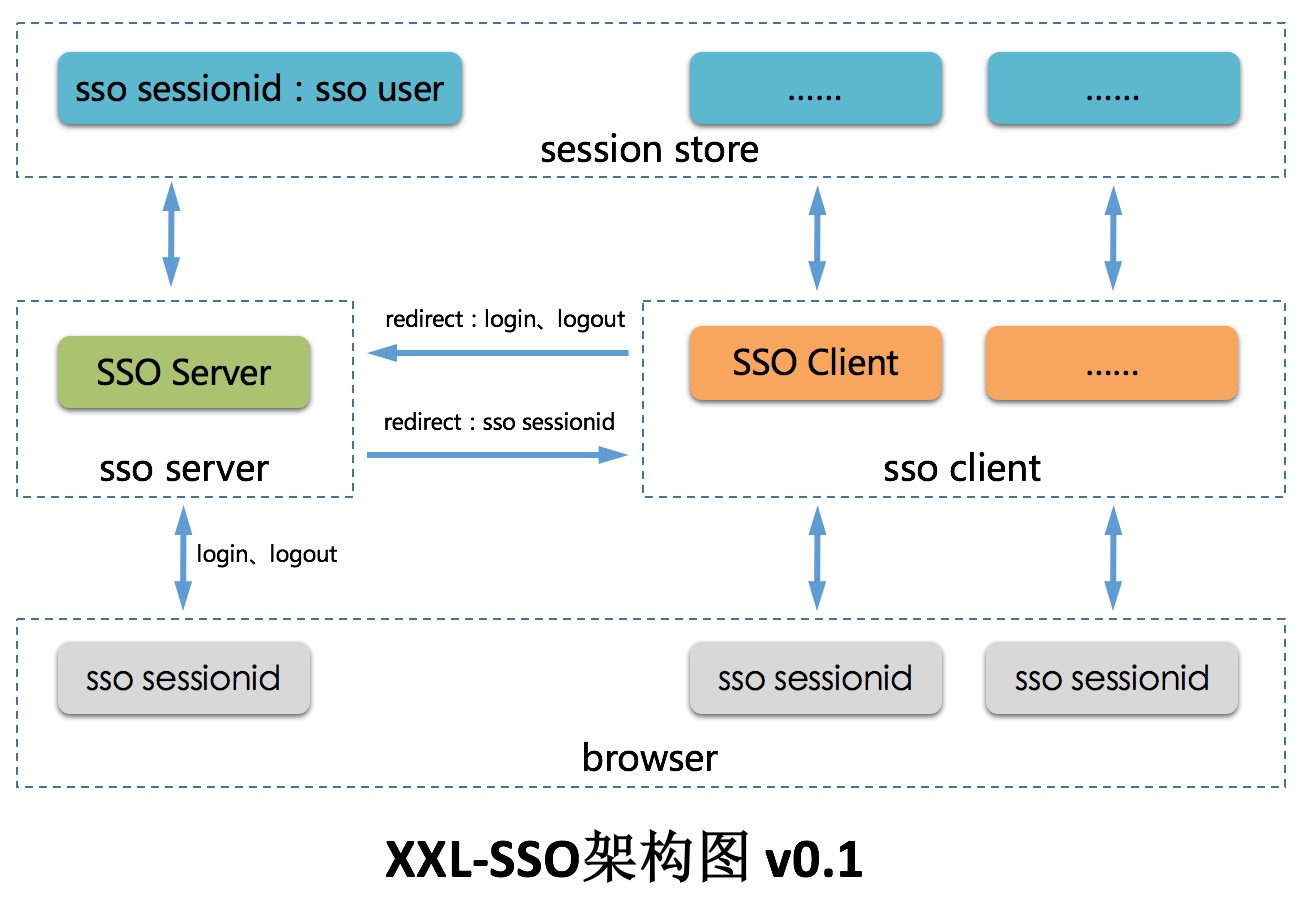 sso sessionid：sso user
......
......
session store
redirect：login、logout
SSO Server
SSO Client
......
redirect：sso sessionid
sso server
sso client
login、logout
sso sessionid
sso sessionid
sso sessionid
browser
XXL-SSO架构图 v0.1